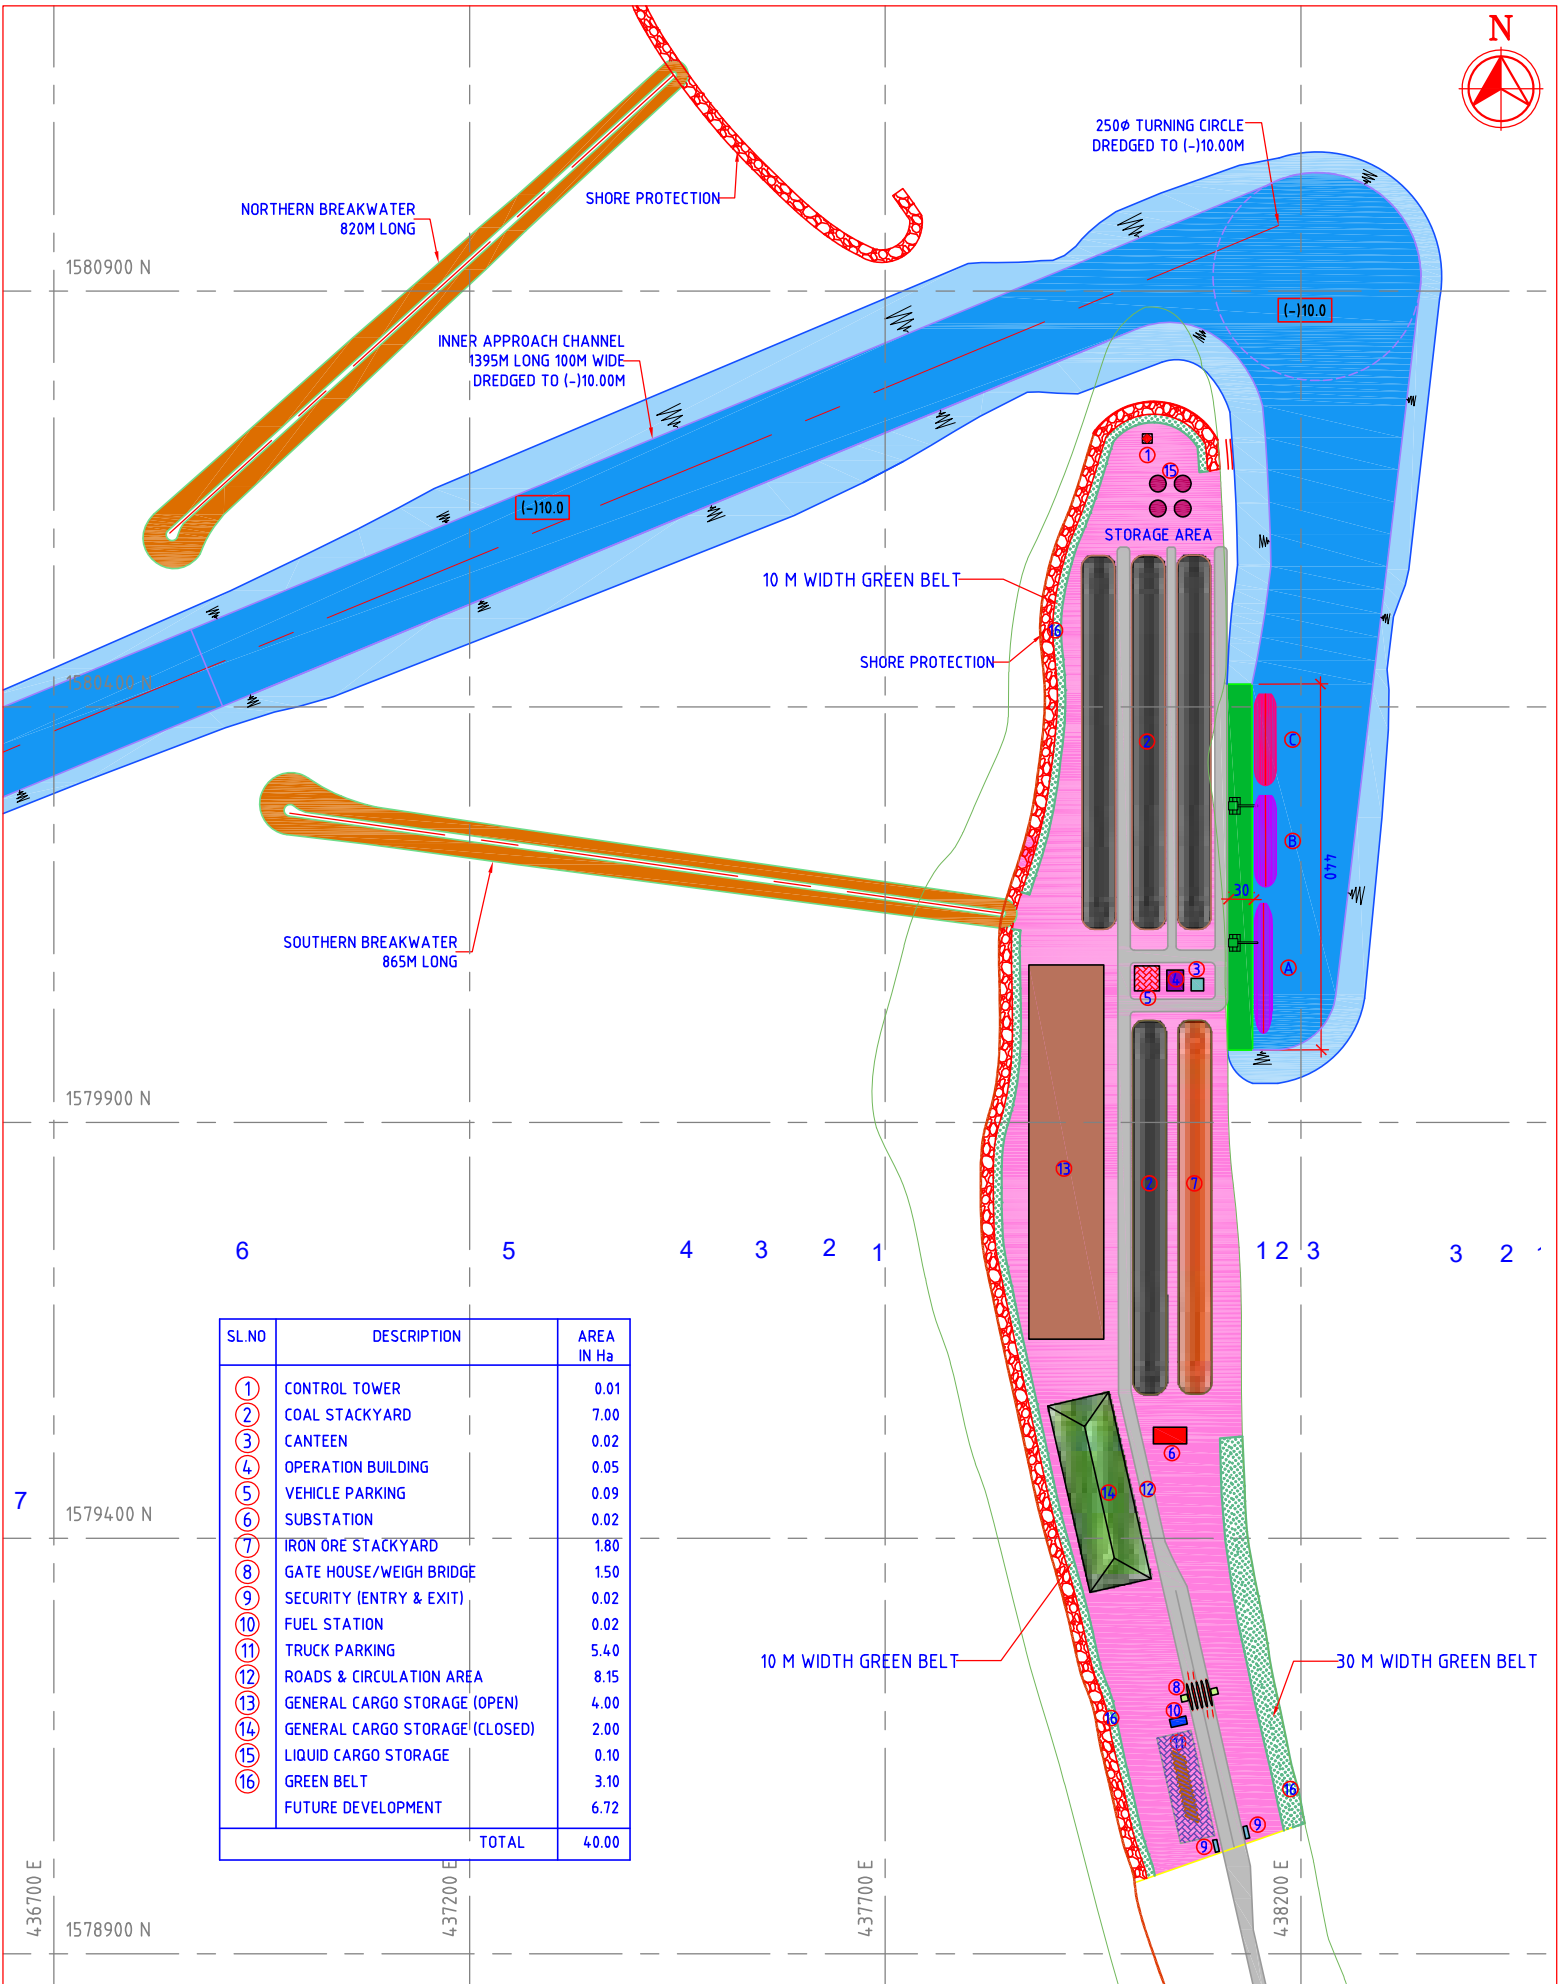 N
250ø TURNING CIRCLE
DREDGED TO (-)10.00M
SHORE PROTECTION
NORTHERN BREAKWATER
820M LONG
1580900 N
(-)10.0
INNER APPROACH CHANNEL
1395M LONG 100M WIDE
DREDGED TO (-)10.00M
1
15
(-)10.0
STORAGE AREA
10 M WIDTH GREEN BELT
16
SHORE PROTECTION
1580400 N
2
C
B
440
30
SOUTHERN BREAKWATER
865M LONG
A
3
4
5
1579900 N
13
2
7
6
5
4
3
2
1
1 2 3
3
2
SL.NO DESCRIPTION AREA
IN Ha
1 CONTROL TOWER 0.01
2 COAL STACKYARD 7.00
3 CANTEEN 0.02
4 OPERATION BUILDING 0.05
5 VEHICLE PARKING 0.09
6 SUBSTATION 0.02
7 IRON ORE STACKYARD 1.80
8 GATE HOUSE/WEIGH BRIDGE 1.50
9 SECURITY (ENTRY & EXIT) 0.02
10 FUEL STATION 0.02
11 TRUCK PARKING 5.40
12 ROADS & CIRCULATION AREA 8.15
13 GENERAL CARGO STORAGE (OPEN) 4.00
14 GENERAL CARGO STORAGE (CLOSED) 2.00
15 LIQUID CARGO STORAGE 0.10
16 GREEN BELT 3.10
FUTURE DEVELOPMENT 6.72
TOTAL 40.00
6
14
12
7
1579400 N
10 M WIDTH GREEN BELT
30 M WIDTH GREEN BELT
8
10
16
11
16
9
9
436700 E
437200 E
437700 E
438200 E
1578900 N